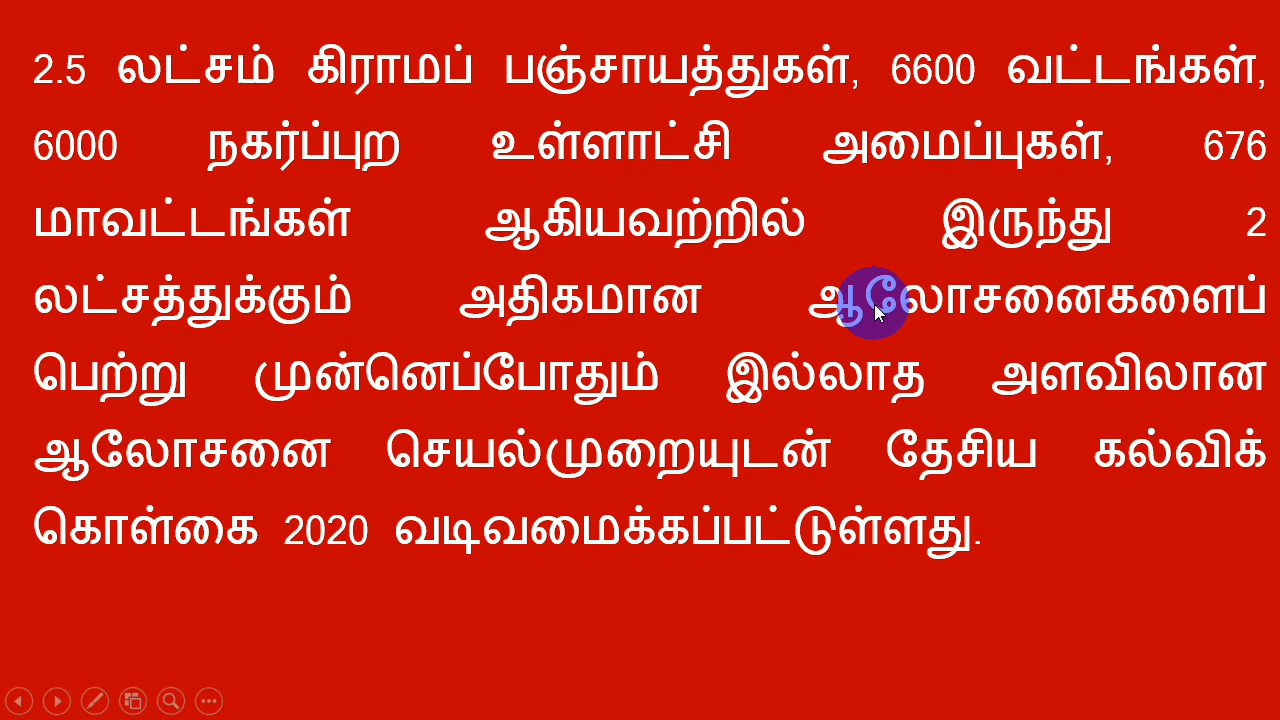 2.5 லட்சம் கிராமப் பஞ்சாயத்துகள், 6600 வட்டங்கள்,
6000 நகர்ப்புற உள்ளாட்சி அமைப்புகள், 676
மாவட்டங்கள் ஆகியவற்றில் இருந்து 2
லட்சத்துக்கும் அதிகமான ஆலோசனைகளைப்
பெற்று முன்னெப்போதும் இல்லாத அளவிலான
ஆலோசனை செயல்முறையுடன் தேசிய கல்விக்
கொள்கை 2020 வடிவமைக்கப்பட்டுள்ளது.